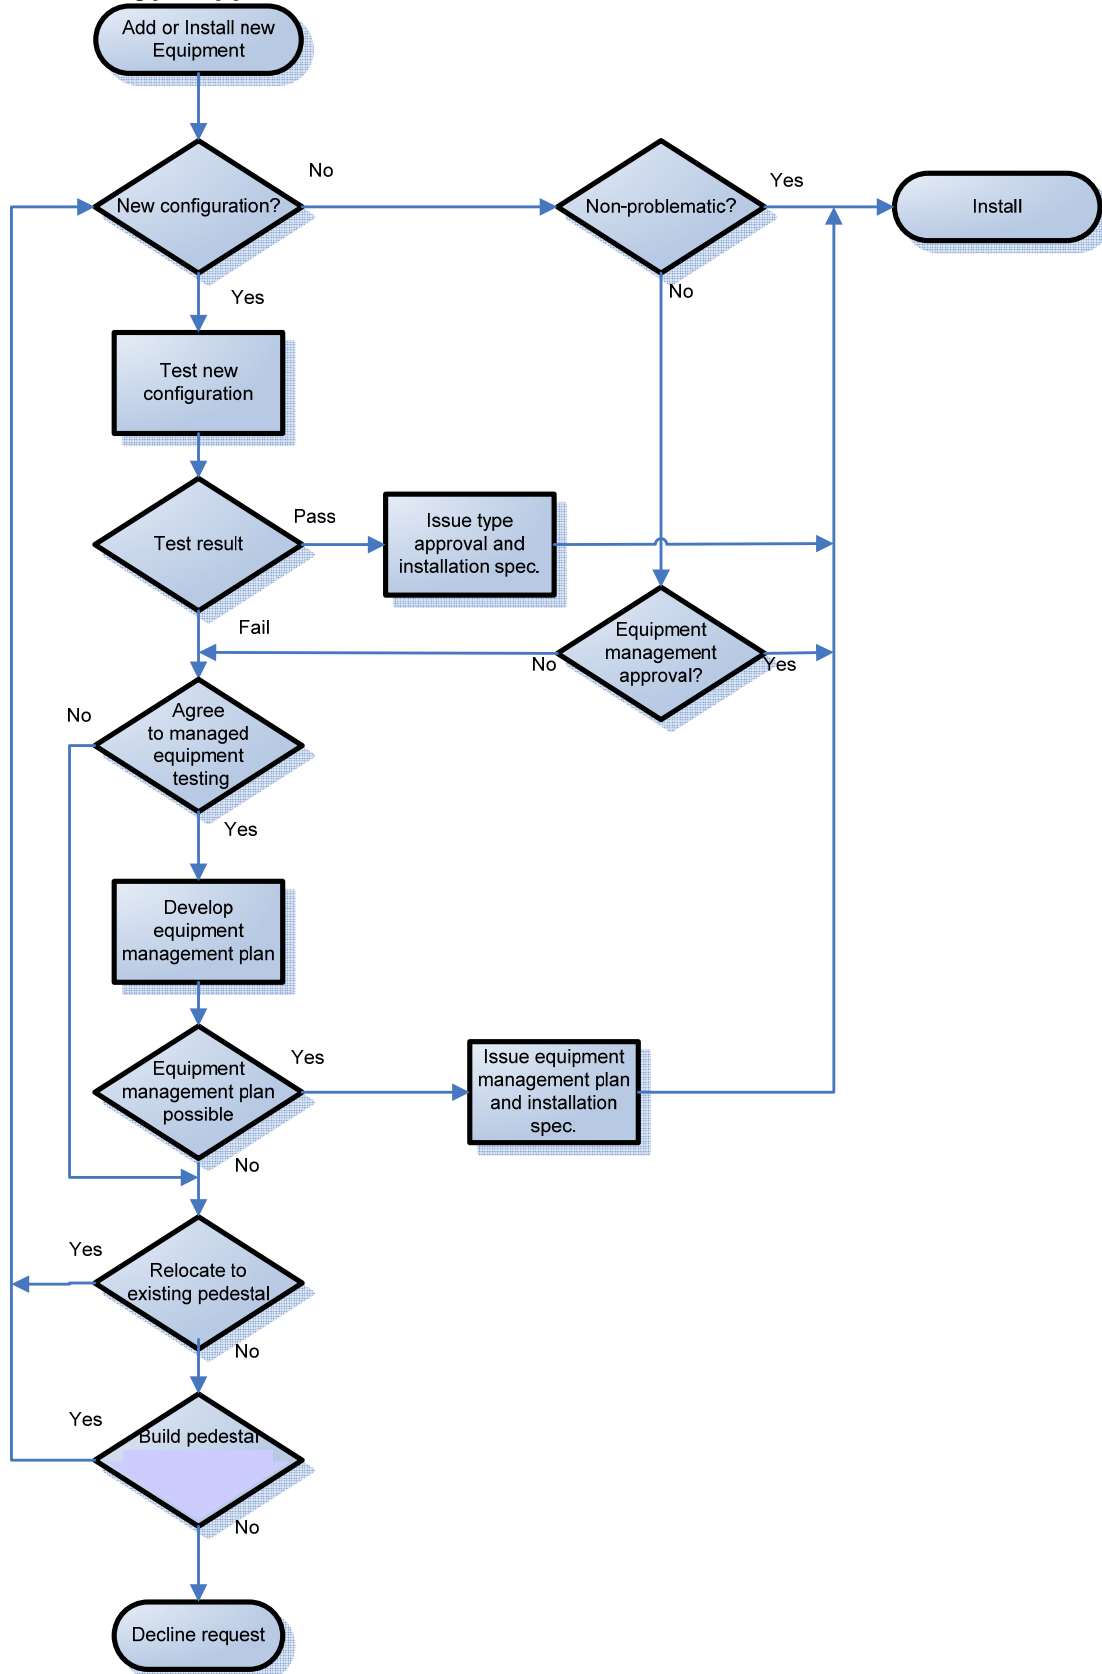 Add or Install new
Equipment
No
Yes
New configuration?
Non-problematic?
Install
Yes
No
Test new
configuration
Pass
Test result
Issue type
approval and
installation spec.
Fail
Equipment
management
approval?
No
Yes
No
Agree
to managed
equipment
testing
Yes
Develop
equipment
management plan
Yes
Equipment
management plan
possible
Issue equipment
management plan
and installation
spec.
No
Yes
Relocate to
existing pedestal
No
Yes
Build pedestal
No
Decline request